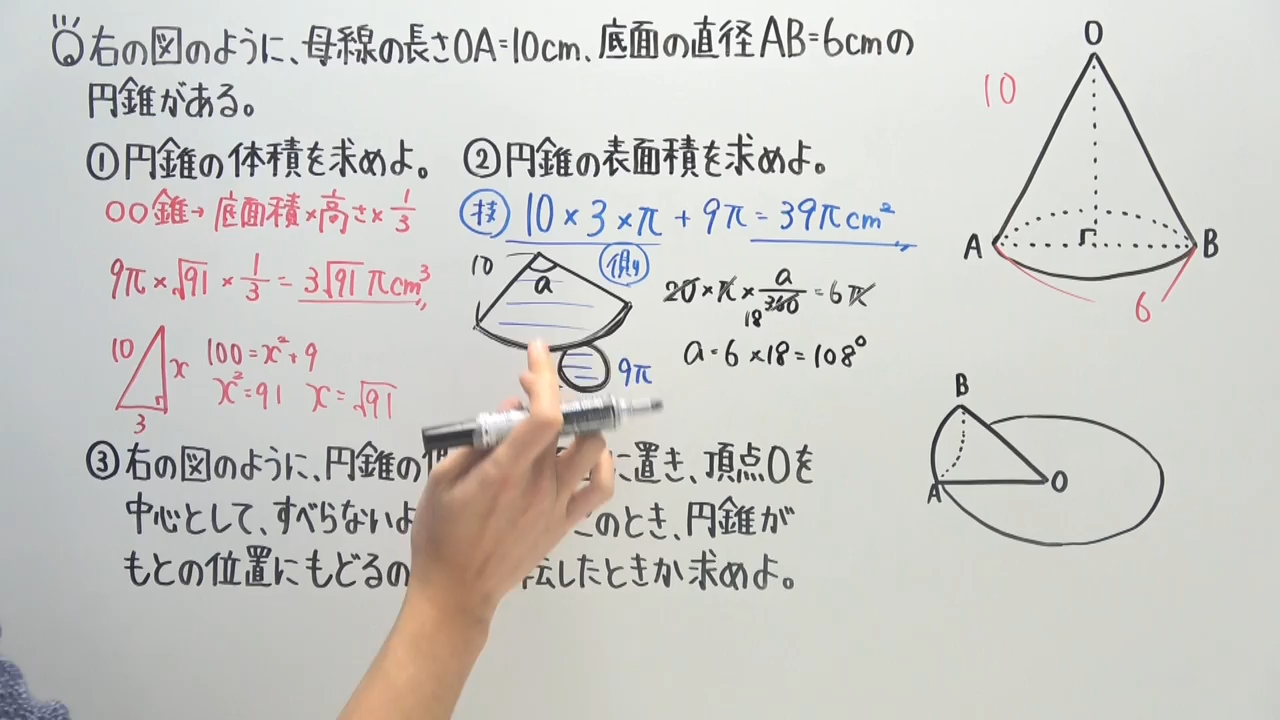 Q 右の図のように、母線の長さOA=10cm、底面の直径AB=6cmの
円錐がある。
①円錐の体積を求めよ。
〇〇錐→底面積×高さ×1/3
9π×√91×1/3=3√91πcm³
10 x 3
100=x²+9
x²=91 x=√91
②円錐の表面積を求めよ。
技 10×3×π+9π=39πcm²
側
10 a 9π
20×π×a/360=6π
18
a=6×18=108°
③右の図のように、円錐の
に置き、頂点Oを
中心として、すべらないよ
このとき、円錐が
もとの位置にもどるの
転したときか求めよ。
O
10
A B
6
B
A O